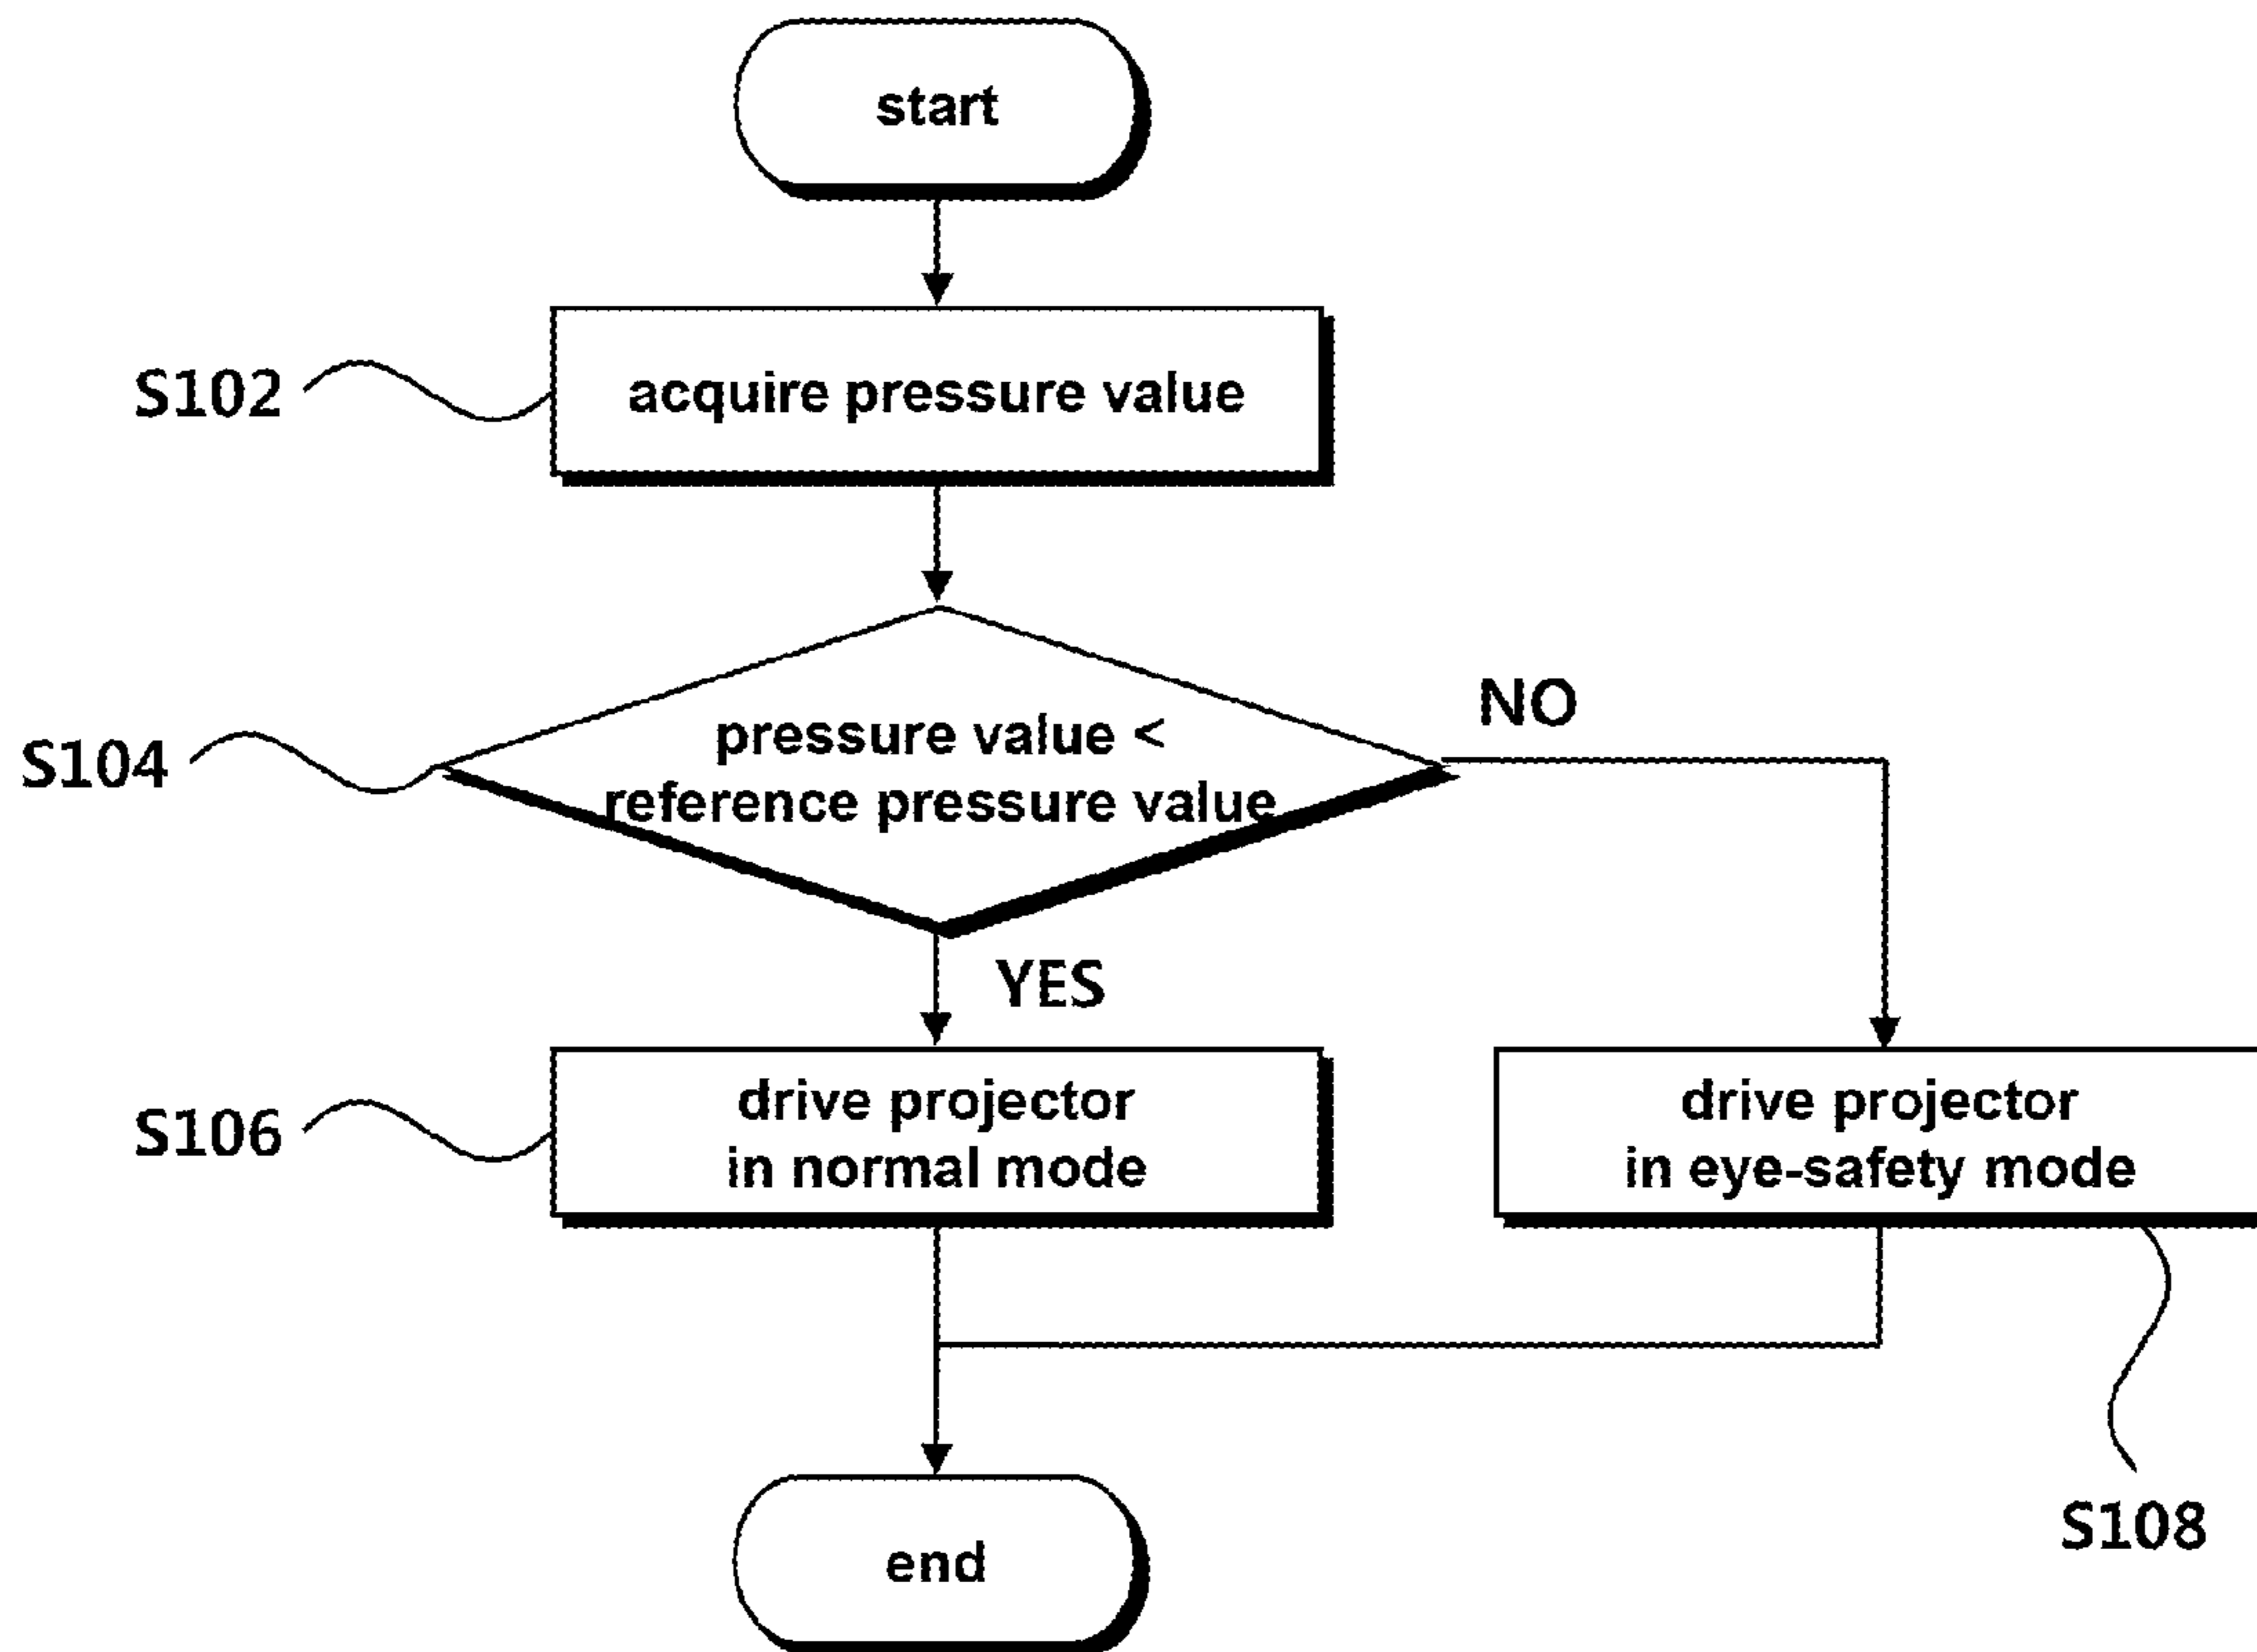 start
S102
acquire pressure value
S104
pressure value <
reference pressure value
NO
YES
S106
drive projector
in normal mode
drive projector
in eye-safety mode
S108
end